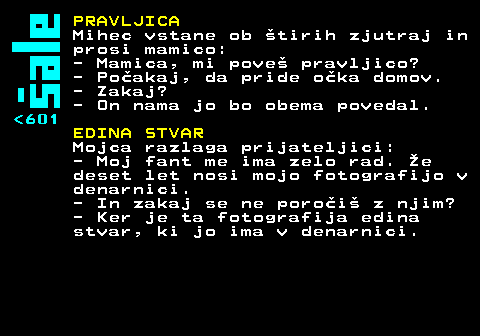 Šale
<601
PRAVLJICA
Mihec vstane ob štirih zjutraj in
prosi mamico:
- Mamica, mi poveš pravljico?
- Počakaj, da pride očka domov.
- Zakaj?
- On nama jo bo obema povedal.
EDINA STVAR
Mojca razlaga prijateljici:
- Moj fant me ima zelo rad. Že
deset let nosi mojo fotografijo v
denarnici.
- In zakaj se ne poročiš z njim?
- Ker je ta fotografija edina
stvar, ki jo ima v denarnici.